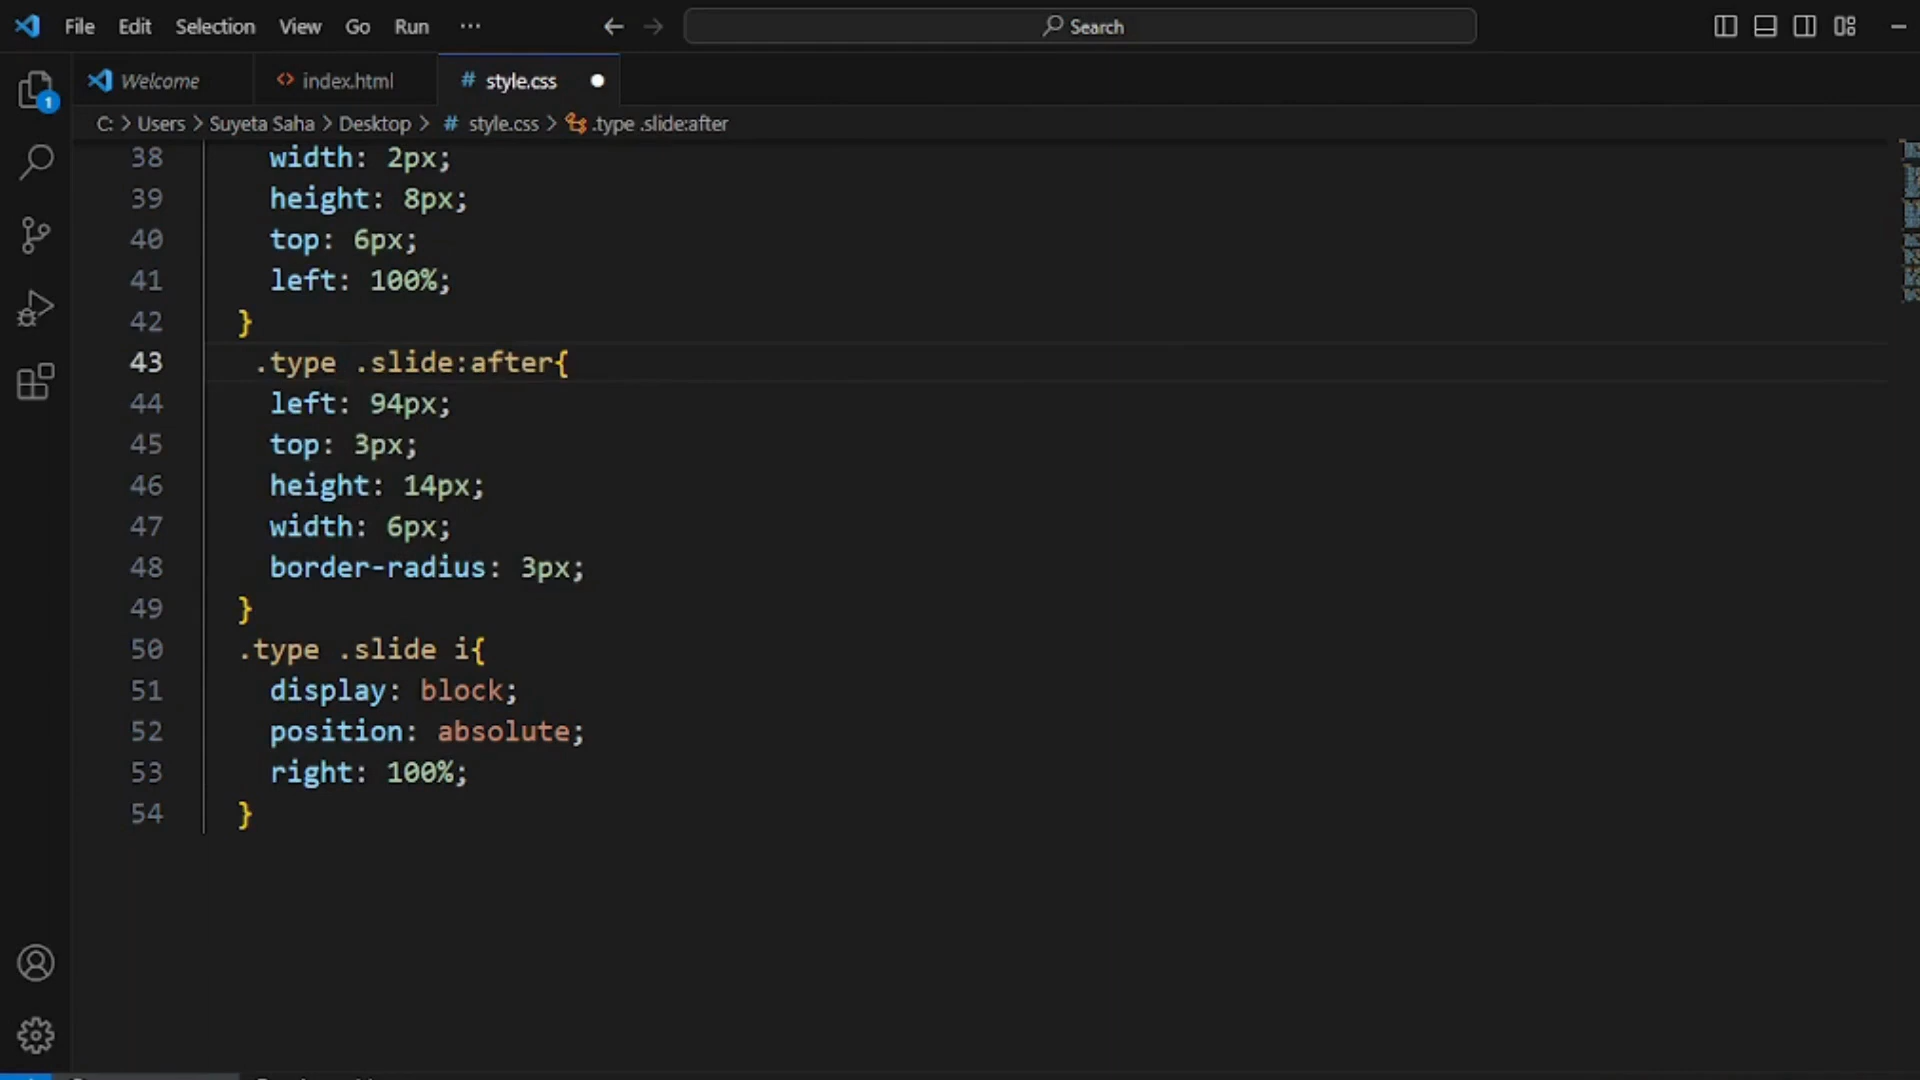 File Edit Selection View Go Run ··· Search
Welcome index.html # style.css
C: > Users > Suyeta Saha > Desktop > # style.css > .type .slide:after
38 width: 2px;
39 height: 8px;
40 top: 6px;
41 left: 100%;
42 }
43 .type .slide:after{
44 left: 94px;
45 top: 3px;
46 height: 14px;
47 width: 6px;
48 border-radius: 3px;
49 }
50 .type .slide i{
51 display: block;
52 position: absolute;
53 right: 100%;
54 }
1